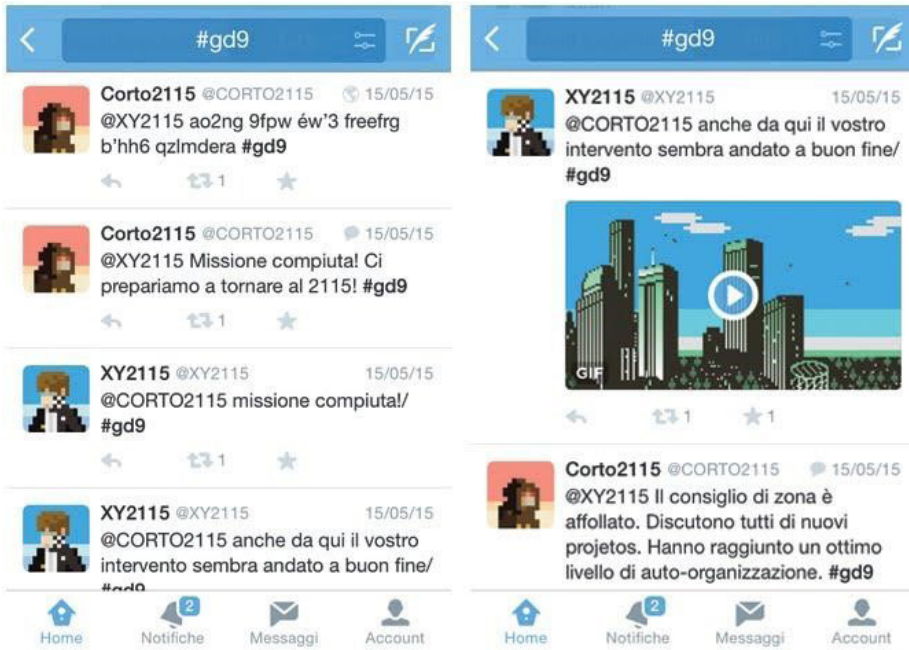 #gd9
Corto2115 @CORTO2115 15/05/15
@XY2115 ao2ng 9fpw éw'3 freefrg
b'hh6 qzlmdera #gd9
1
Corto2115 @CORTO2115 15/05/15
@XY2115 Missione compiuta! Ci
prepariamo a tornare al 2115! #gd9
1
XY2115 @XY2115 15/05/15
@CORTO2115 missione compiuta!/
#gd9
1
XY2115 @XY2115 15/05/15
@CORTO2115 anche da qui il vostro
intervento sembra andato a buon fine/
#gd9
2
Home Notifiche Messaggi Account
#gd9
XY2115 @XY2115 15/05/15
@CORTO2115 anche da qui il vostro
intervento sembra andato a buon fine/
#gd9
GIF
1 1
Corto2115 @CORTO2115 15/05/15
@XY2115 Il consiglio di zona è
affollato. Discutono tutti di nuovi
projetos. Hanno raggiunto un ottimo
livello di auto-organizzazione. #gd9
2
Home Notifiche Messaggi Account